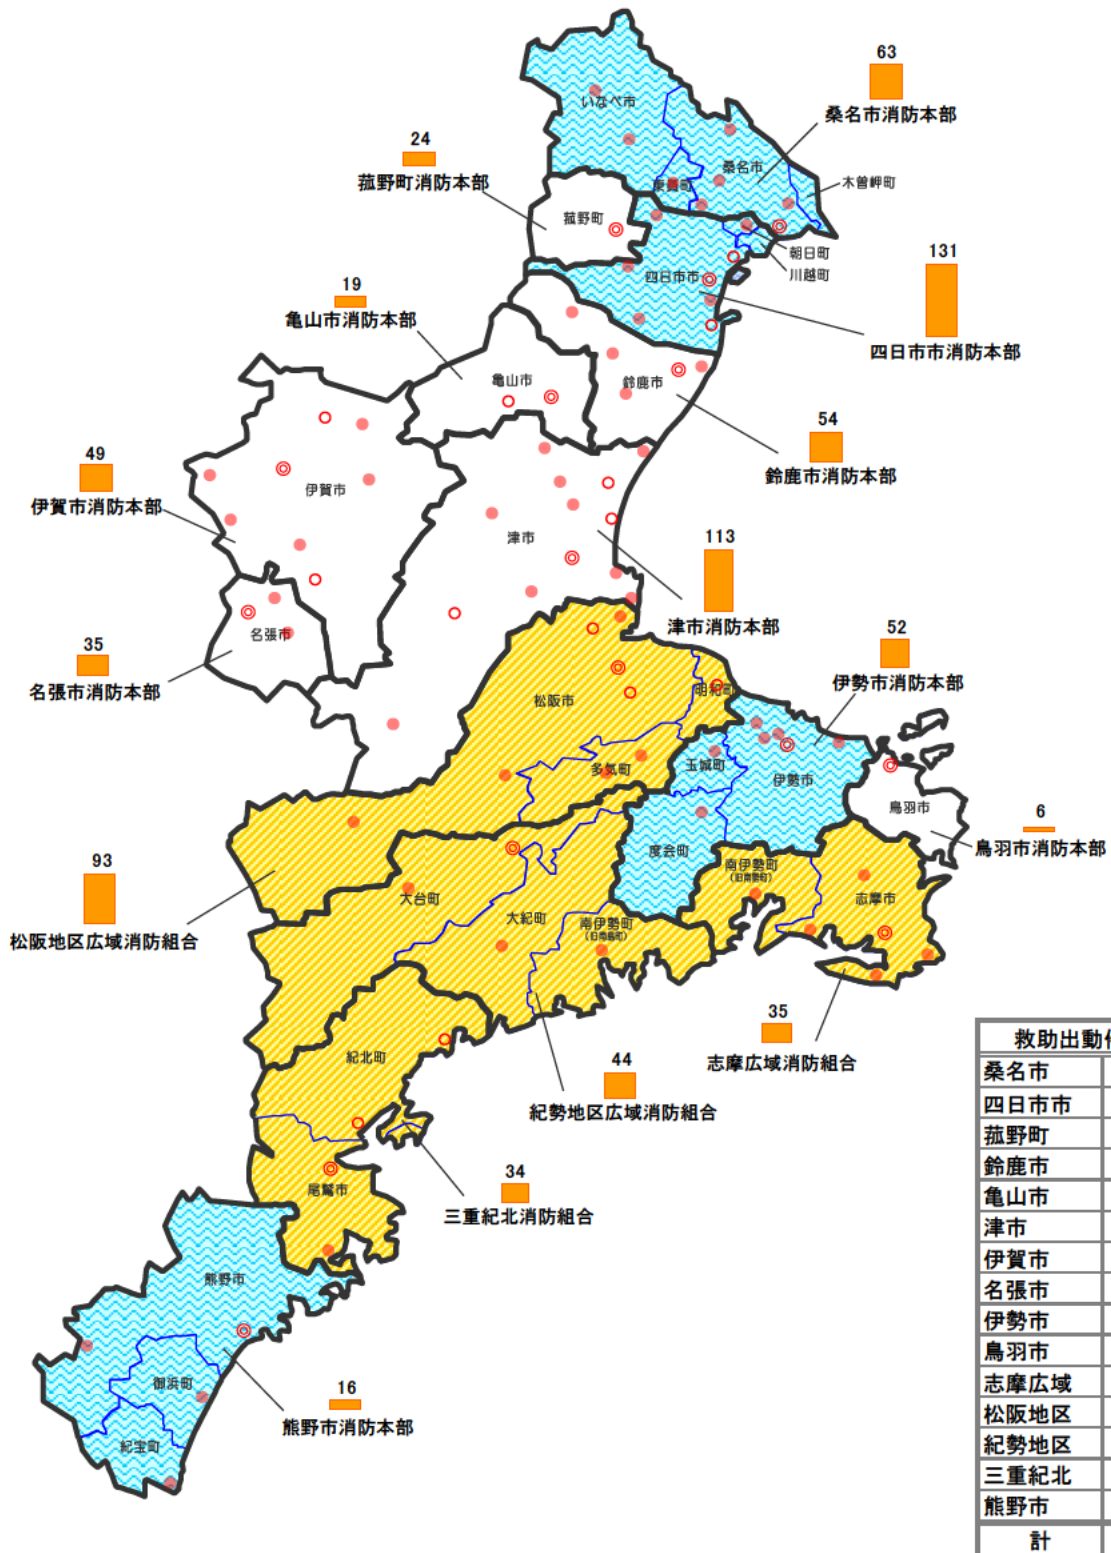 63
桑名市消防本部
いなべ市
24
菰野町消防本部
桑名市
東員町
木曽岬町
菰野町
朝日町
川越町
四日市市
131
四日市市消防本部
19
亀山市消防本部
亀山市
鈴鹿市
54
鈴鹿市消防本部
49
伊賀市消防本部
伊賀市
津市
113
津市消防本部
名張市
35
名張市消防本部
52
伊勢市消防本部
松阪市
明和町
玉城町
多気町
伊勢市
鳥羽市
6
鳥羽市消防本部
度会町
南伊勢町
(旧南勢町)
志摩市
93
松阪地区広域消防組合
大台町
大紀町
南伊勢町
(旧南島町)
35
志摩広域消防組合
紀北町
44
紀勢地区広域消防組合
尾鷲市
34
三重紀北消防組合
熊野市
御浜町
紀宝町
16
熊野市消防本部
救助出動
桑名市
四日市市
菰野町
鈴鹿市
亀山市
津市
伊賀市
名張市
伊勢市
鳥羽市
志摩広域
松阪地区
紀勢地区
三重紀北
熊野市
計